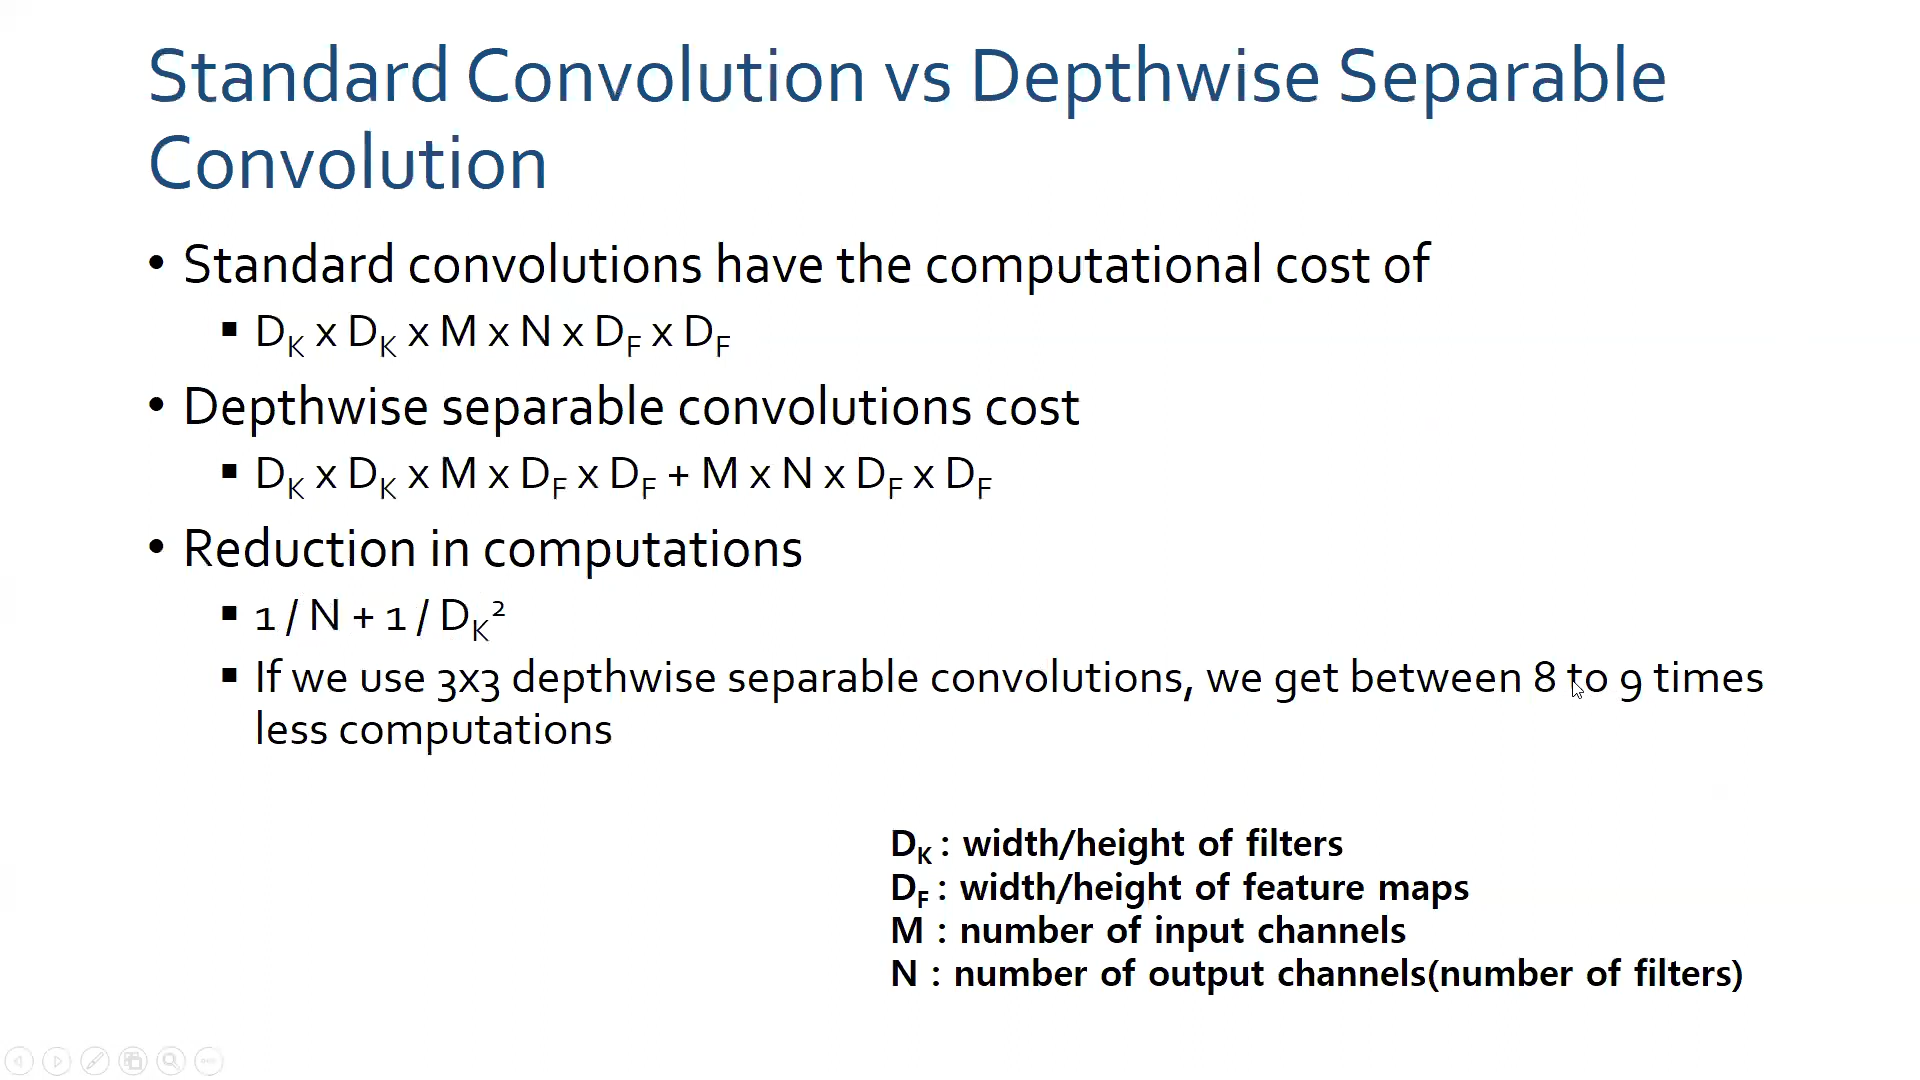 Standard Convolution vs Depthwise Separable
Convolution
• Standard convolutions have the computational cost of
▪ D_K x D_K x M x N x D_F x D_F
• Depthwise separable convolutions cost
▪ D_K x D_K x M x D_F x D_F + M x N x D_F x D_F
• Reduction in computations
▪ 1 / N + 1 / D_K²
▪ If we use 3x3 depthwise separable convolutions, we get between 8 to 9 times
less computations
D_K : width/height of filters
D_F : width/height of feature maps
M : number of input channels
N : number of output channels(number of filters)